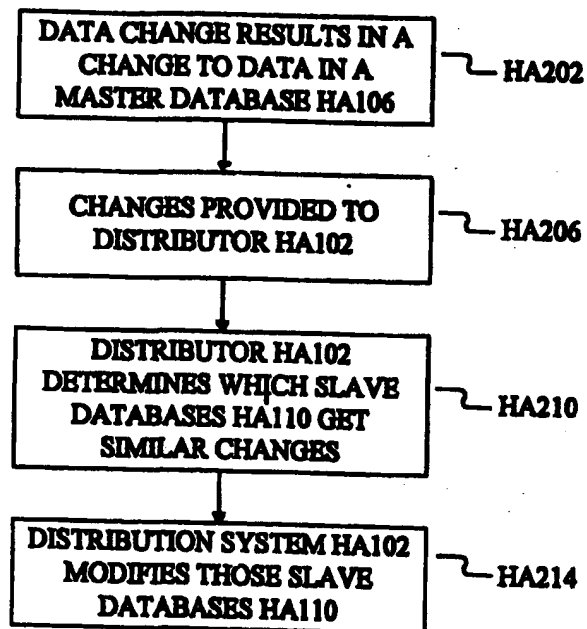 DATA CHANGE RESULTS IN A
CHANGE TO DATA IN A
MASTER DATABASE HA106
HA202
CHANGES PROVIDED TO
DISTRIBUTOR HA102
HA206
DISTRIBUTOR HA102
DETERMINES WHICH SLAVE
DATABASES HA110 GET
SIMILAR CHANGES
HA210
DISTRIBUTION SYSTEM HA102
MODIFIES THOSE SLAVE
DATABASES HA110
HA214